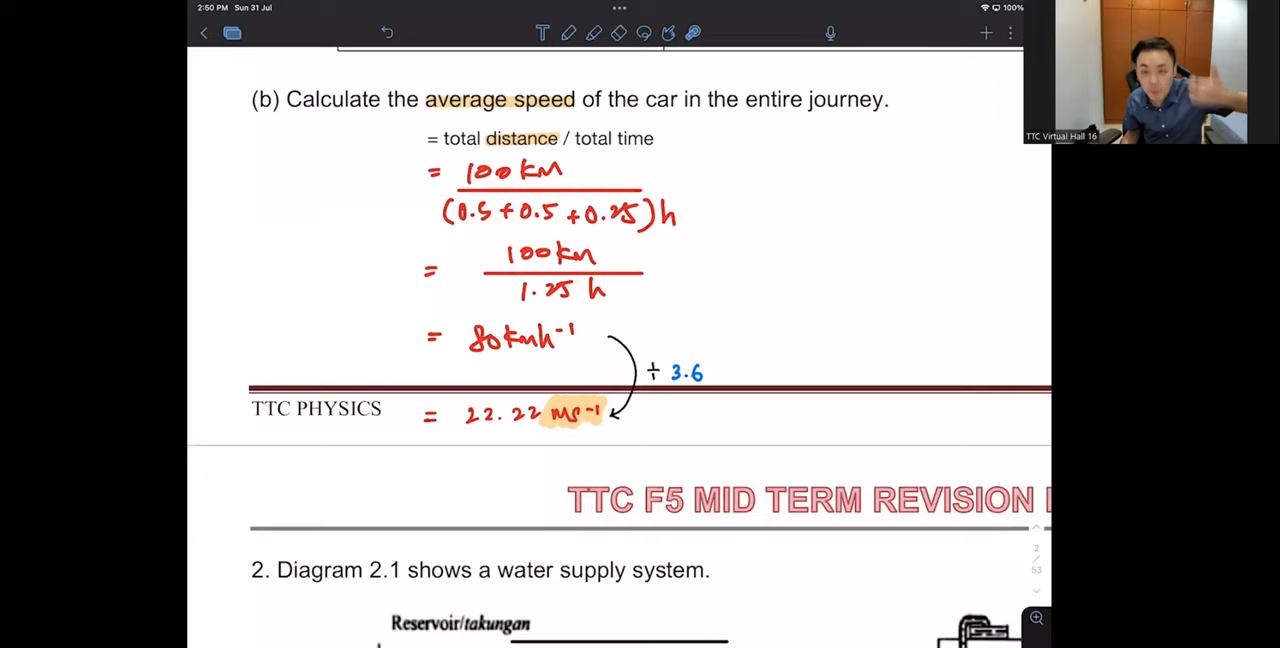 2:50 PM Sun 31 Jul
100%
TTC Virtual Hall 16
(b) Calculate the average speed of the car in the entire journey.
= total distance / total time
= 100 km
(0.5 + 0.5 + 0.25) h
= 100 km
1.25 h
= 80 kmh⁻¹
÷ 3.6
TTC PHYSICS
= 22.22 ms⁻¹
TTC F5 MID TERM REVISION
2
/
53
2. Diagram 2.1 shows a water supply system.
Reservoir/takungan